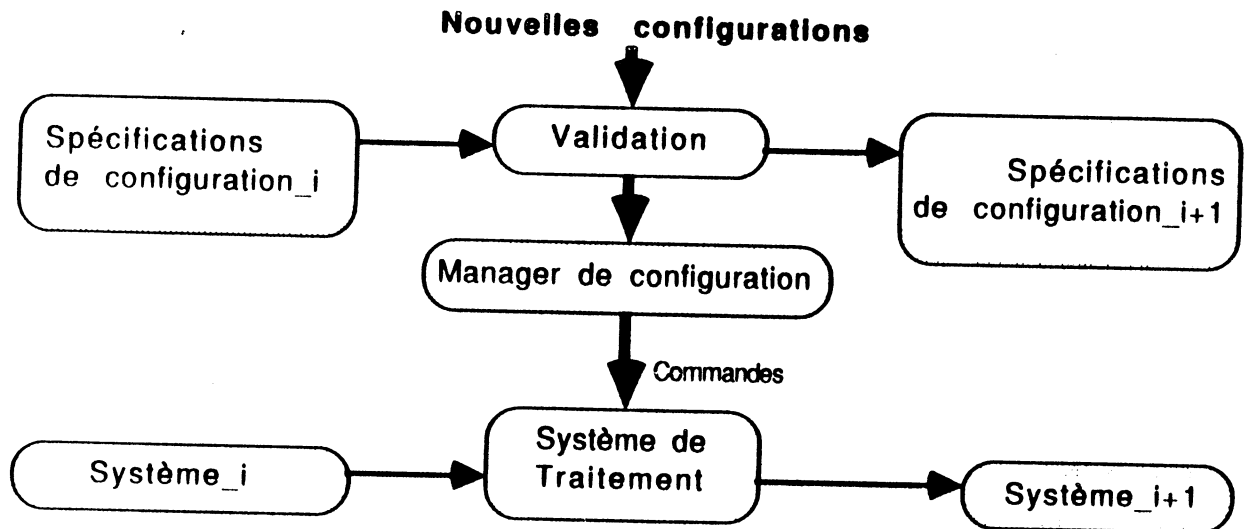 Nouvelles configurations
Spécifications
de configuration_i
Validation
Spécifications
de configuration_i+1
Manager de configuration
Commandes
Système_i
Système de
Traitement
Système_i+1